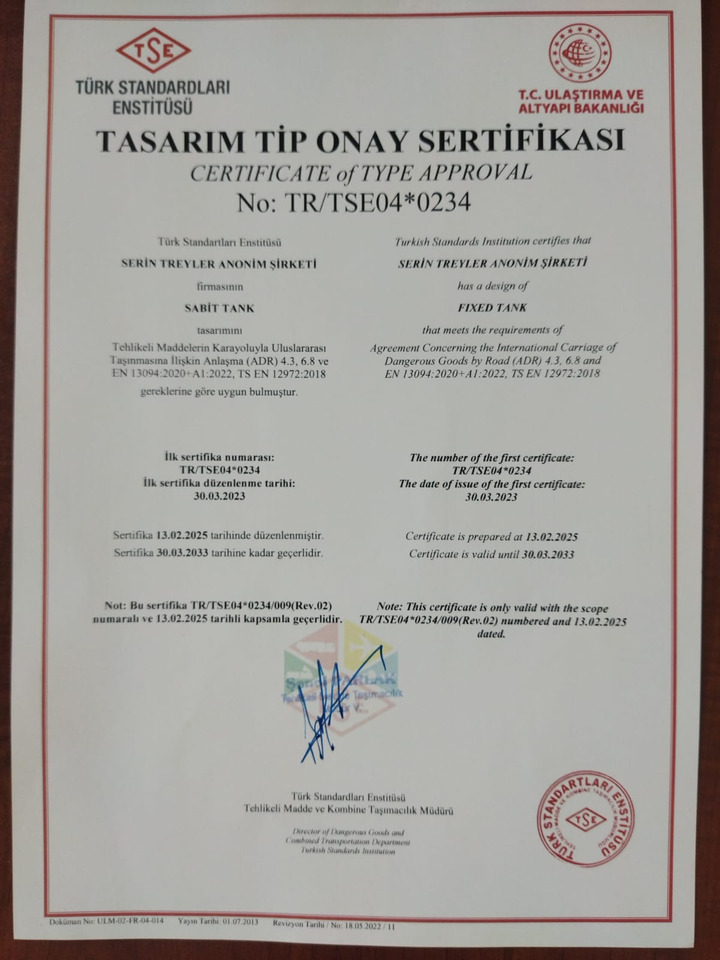 TSE
TÜRK STANDARDLARI
ENSTİTÜSÜ
T.C. ULAŞTIRMA VE
ALTYAPI BAKANLIĞI
TASARIM TİP ONAY SERTİFİKASI
CERTIFICATE of TYPE APPROVAL
No: TR/TSE04*0234
Türk Standartları Enstitüsü
SERİN TREYLER ANONİM ŞİRKETİ
firmasının
SABİT TANK
tasarımını
Tehlikeli Maddelerin Karayoluyla Uluslararası
Taşınmasına İlişkin Anlaşma (ADR) 4.3, 6.8 ve
EN 13094:2020+A1:2022, TS EN 12972:2018
gereklerine göre uygun bulmuştur.
Turkish Standards Institution certifies that
SERİN TREYLER ANONİM ŞİRKETİ
has a design of
FIXED TANK
that meets the requirements of
Agreement Concerning the International Carriage of
Dangerous Goods by Road (ADR) 4.3, 6.8 and
EN 13094:2020+A1:2022, TS EN 12972:2018
İlk sertifika numarası:
TR/TSE04*0234
İlk sertifika düzenlenme tarihi:
30.03.2023
The number of the first certificate:
TR/TSE04*0234
The date of issue of the first certificate:
30.03.2023
Sertifika 13.02.2025 tarihinde düzenlenmiştir.
Sertifika 30.03.2033 tarihine kadar geçerlidir.
Certificate is prepared at 13.02.2025
Certificate is valid until 30.03.2033
Not: Bu sertifika TR/TSE04*0234/009(Rev.02)
numaralı ve 13.02.2025 tarihli kapsamla geçerlidir.
Note: This certificate is only valid with the scope
TR/TSE04*0234/009(Rev.02) numbered and 13.02.2025
dated.
Taşımacılık
Türk Standardları Enstitüsü
Tehlikeli Madde ve Kombine Taşımacılık Müdürü
Director of Dangerous Goods and
Combined Transportation Department
Turkish Standards Institution
TÜRK STANDARTLARI ENSTİTÜSÜ
TSE
Doküman No: ULM-02-FR-04-014 Yayın Tarihi: 01.07.2013 Revizyon Tarihi / No: 18.05.2022 / 11